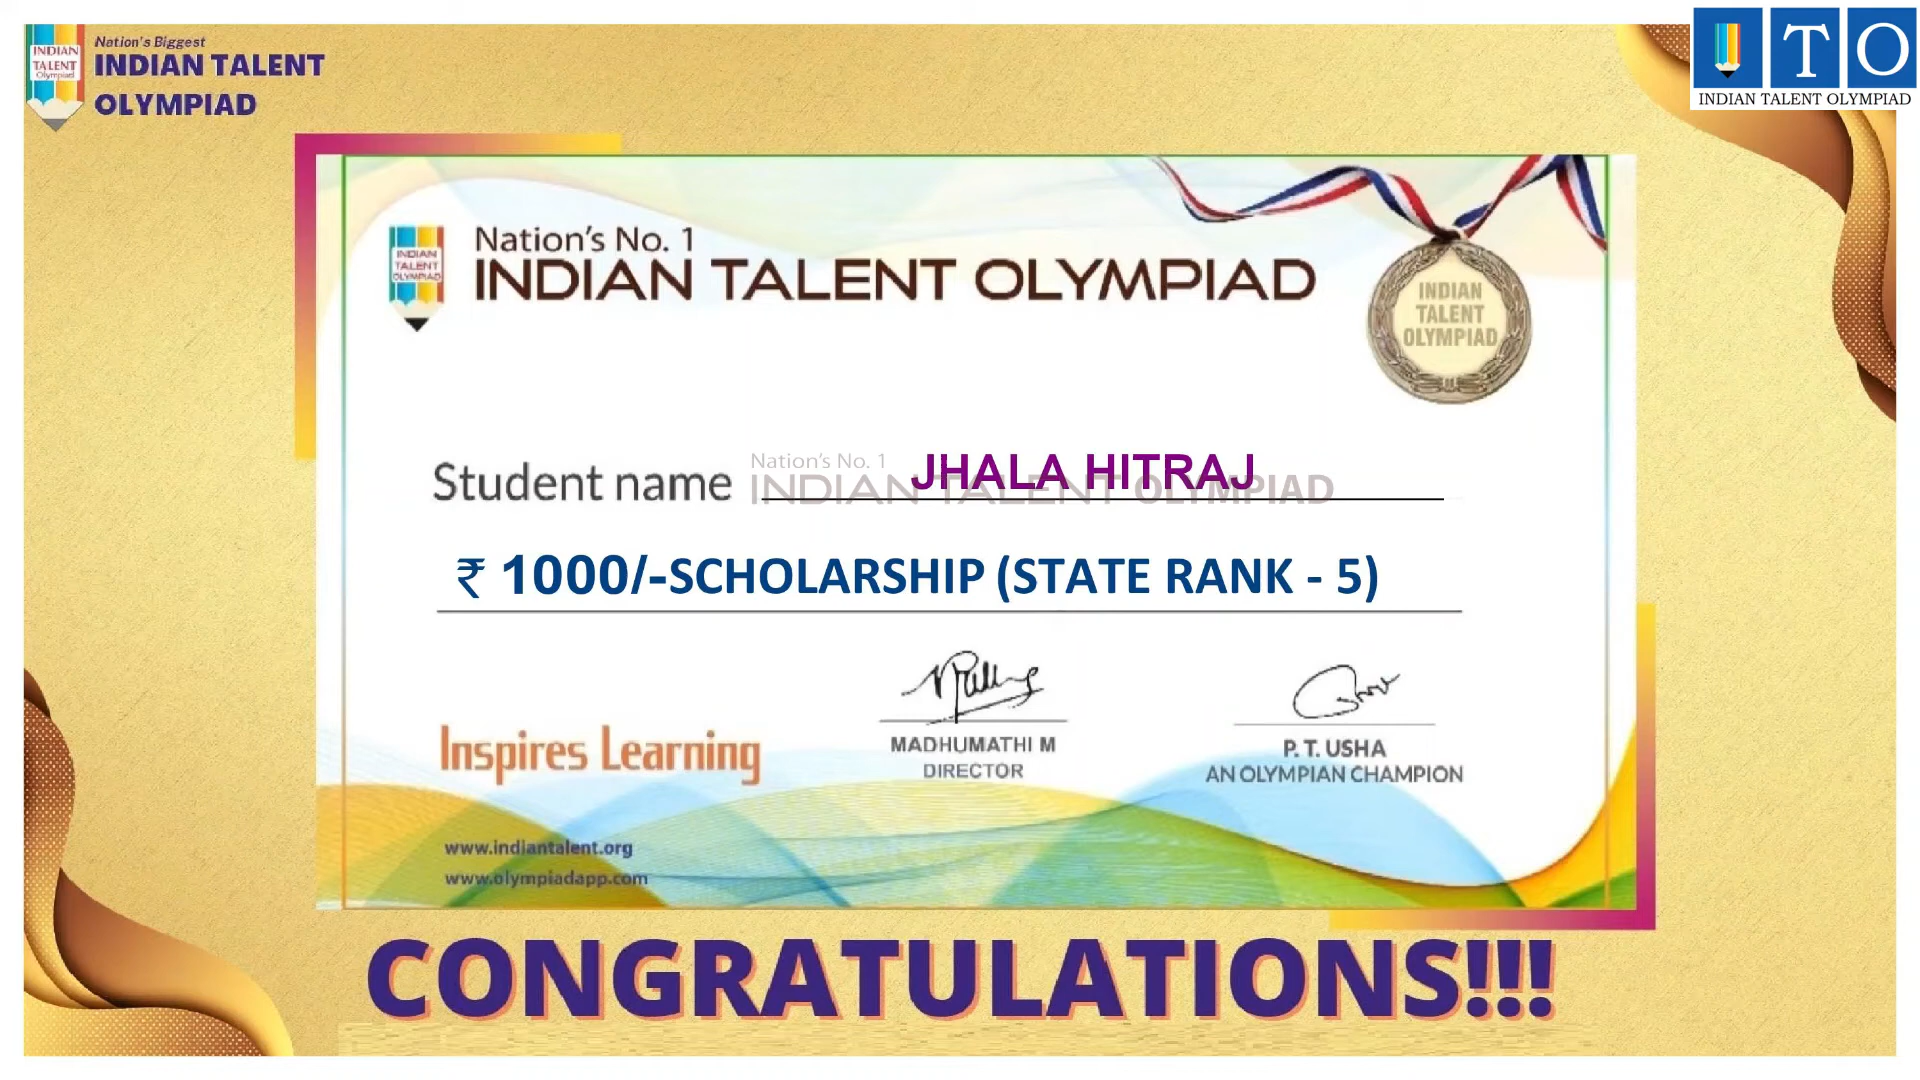 INDIAN
TALENT
Olympiad
Nation's Biggest
INDIAN TALENT
OLYMPIAD
TO
INDIAN TALENT OLYMPIAD
INDIAN
TALENT
OLYMPIAD
Nation's No. 1
INDIAN TALENT OLYMPIAD
INDIAN
TALENT
OLYMPIAD
Student name JHALA HITRAJ
Nation's No. 1
INDIAN TALENT OLYMPIAD
₹ 1000/-SCHOLARSHIP (STATE RANK - 5)
Inspires Learning
MADHUMATHI M
DIRECTOR
P. T. USHA
AN OLYMPIAN CHAMPION
www.indiantalent.org
www.olympiadapp.com
CONGRATULATIONS!!!